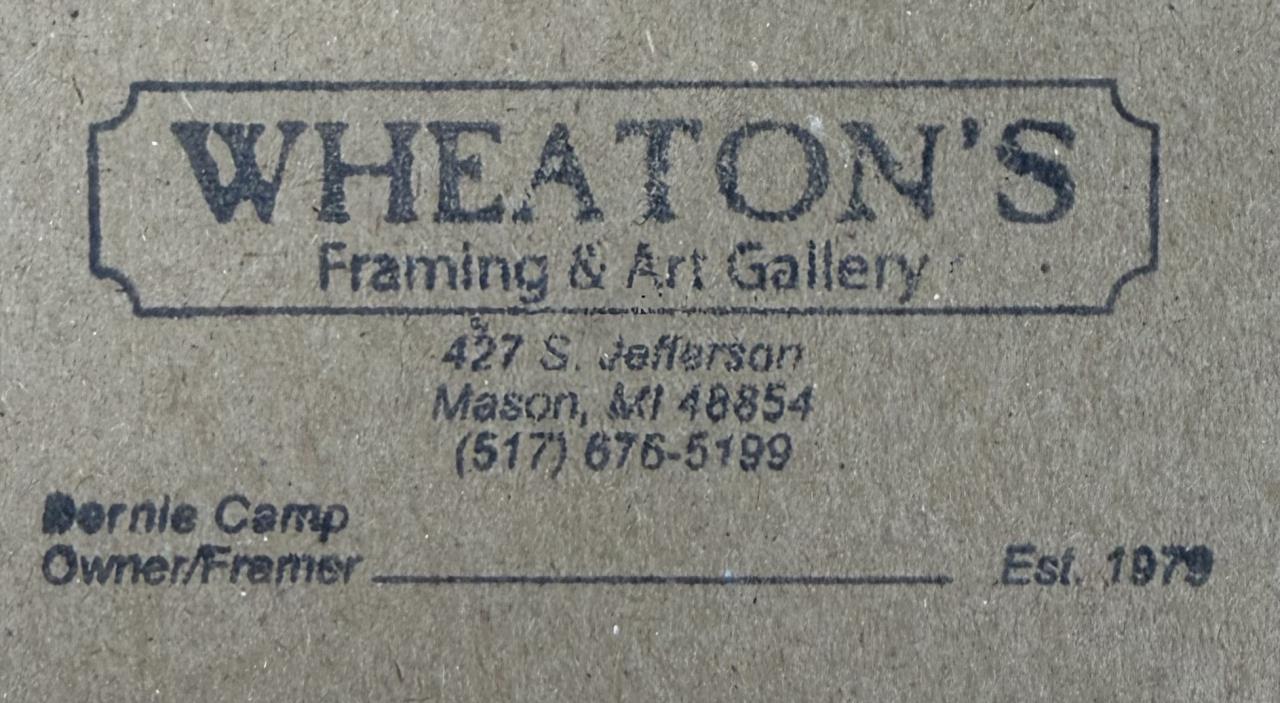 WHEATON'S
Framing & Art Gallery
427 S. Jefferson
Mason, MI 48854
(517) 676-5199
Bernie Camp
Owner/Framer
Est. 1979